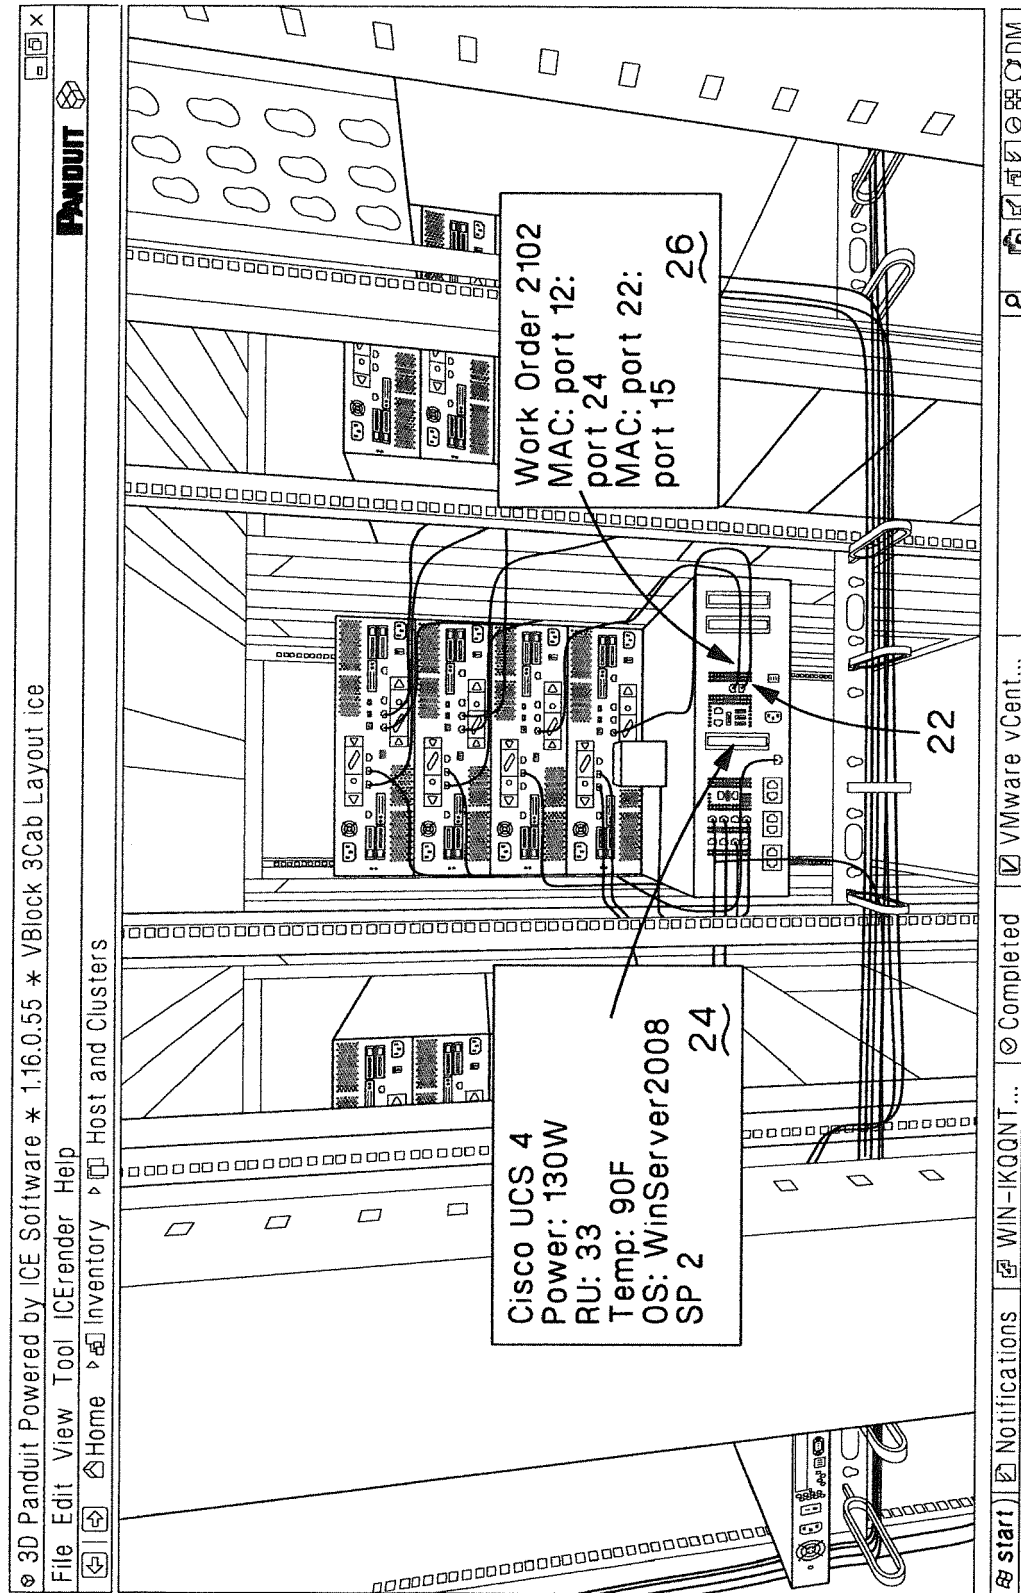 3D Panduit Powered by ICE Software * 1.16.0.55 * VBlock 3Cab Layout ice
File Edit View Tool ICErender Help
PANDUIT
Home Inventory Host and Clusters
Cisco UCS 4
Power: 130W
RU: 33
Temp: 90F
OS: WinServer2008
SP 2
24
Work Order 2102
MAC: port 12:
port 24
MAC: port 22:
port 15
26
22
start Notifications WIN-IKQQNT... Completed VMware vCent...